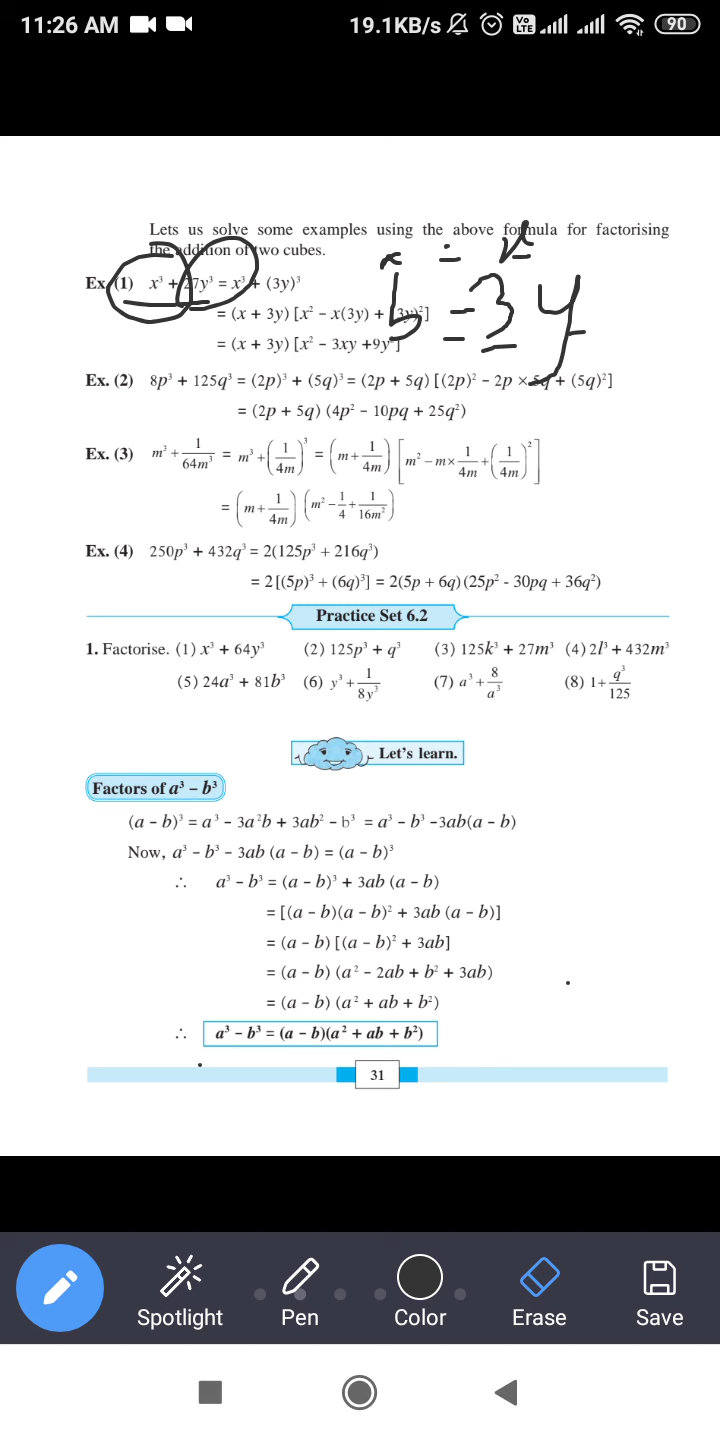 11:26 AM 19.1KB/s Vo LTE 90
Lets us solve some examples using the above formula for factorising
the addition of two cubes.
a = x
b = 3y
Ex. (1) x³ + 27y³ = x³ + (3y)³
= (x + 3y) [x² − x(3y) + (3y)²]
= (x + 3y) [x² − 3xy +9y²]
Ex. (2) 8p³ + 125q³ = (2p)³ + (5q)³ = (2p + 5q) [(2p)² − 2p × 5q + (5q)²]
= (2p + 5q) (4p² − 10pq + 25q²)
Ex. (3) m³ + 1/64m³ = m³ + (1/4m)³ = (m + 1/4m) [m² − m × 1/4m + (1/4m)²]
= (m + 1/4m) (m² − 1/4 + 1/16m²)
Ex. (4) 250p³ + 432q³ = 2(125p³ + 216q³)
= 2 [(5p)³ + (6q)³] = 2(5p + 6q) (25p² - 30pq + 36q²)
Practice Set 6.2
1. Factorise. (1) x³ + 64y³ (2) 125p³ + q³ (3) 125k³ + 27m³ (4) 2l³ + 432m³
(5) 24a³ + 81b³ (6) y³ + 1/8y³ (7) a³ + 8/a³ (8) 1 + q³/125
Let's learn.
Factors of a³ − b³
(a − b)³ = a³ − 3a²b + 3ab² − b³ = a³ − b³ −3ab(a − b)
Now, a³ − b³ − 3ab (a − b) = (a − b)³
∴ a³ − b³ = (a − b)³ + 3ab (a − b)
= [(a − b)(a − b)² + 3ab (a − b)]
= (a − b) [(a − b)² + 3ab]
= (a − b) (a² − 2ab + b² + 3ab)
= (a − b) (a² + ab + b²)
∴ a³ − b³ = (a − b)(a² + ab + b²)
31
Spotlight Pen Color Erase Save